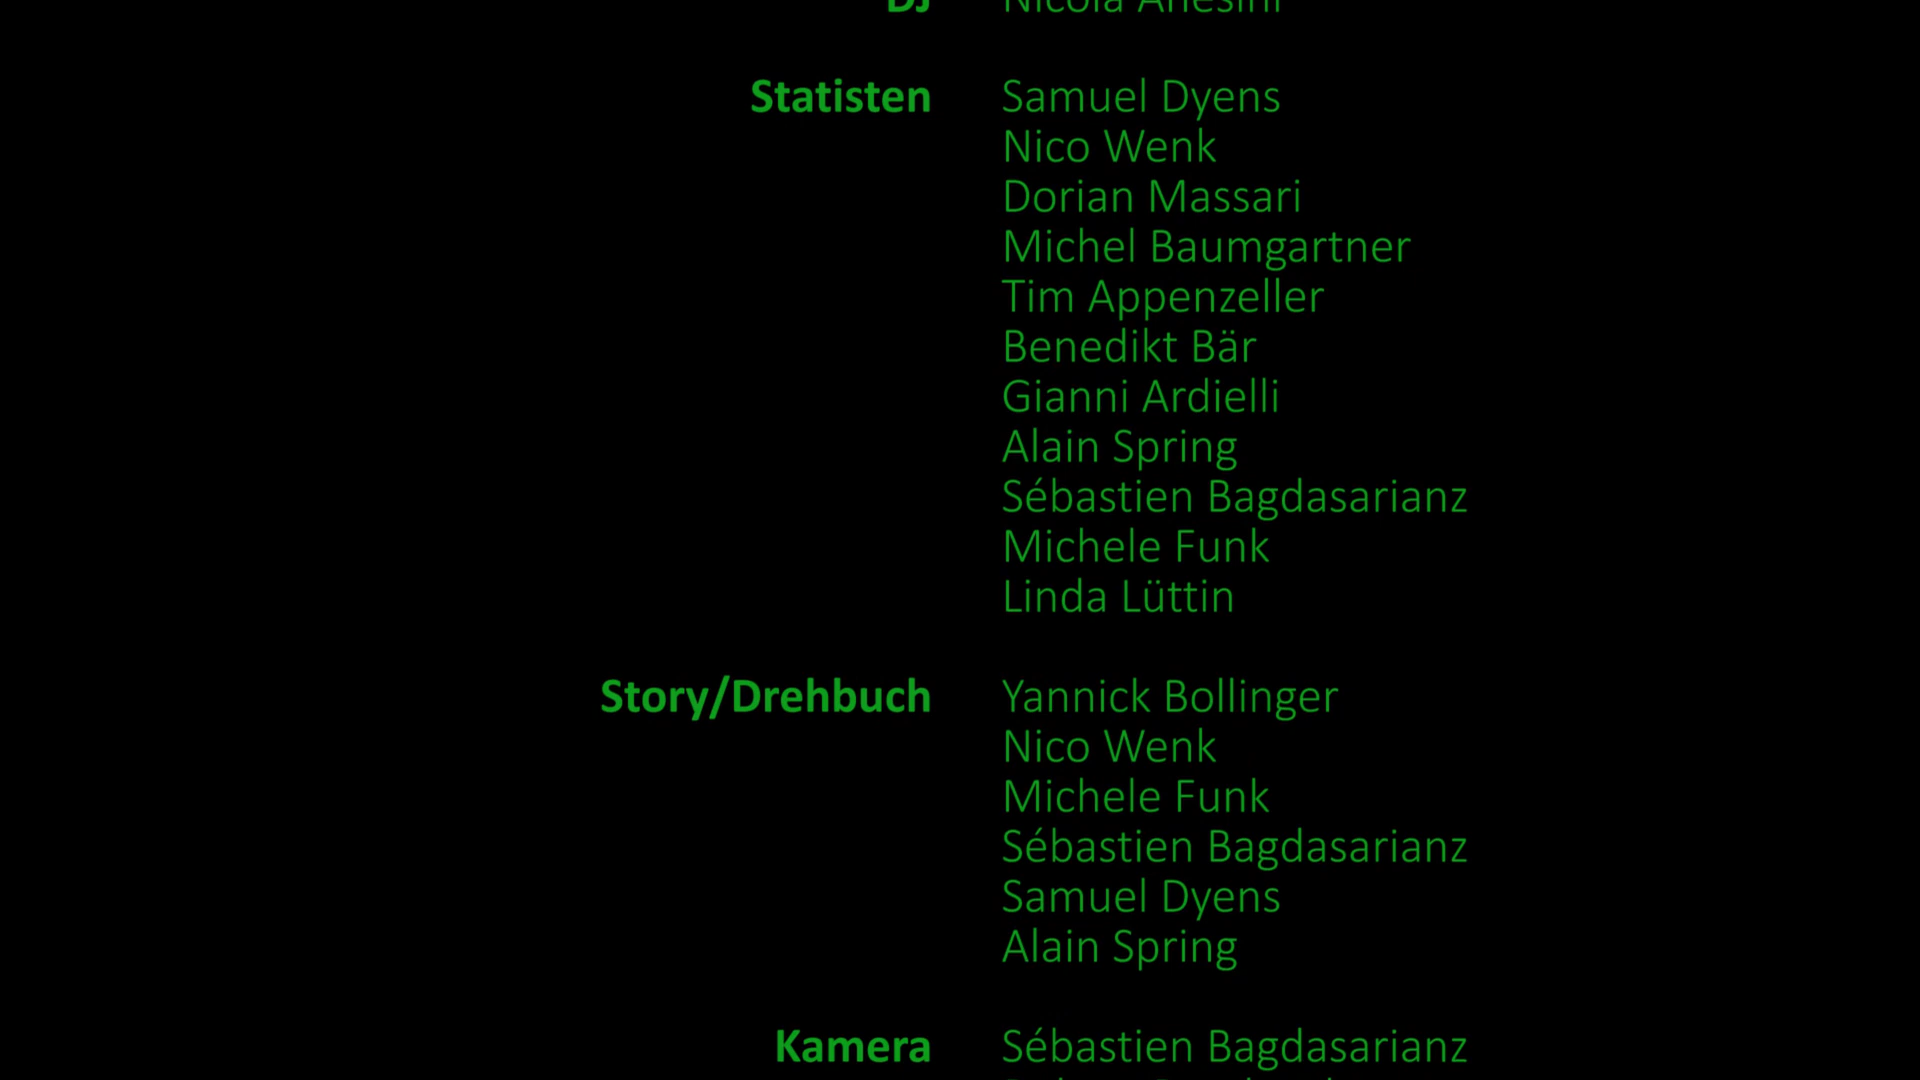 DJ Nicola
Statisten Samuel Dyens
Nico Wenk
Dorian Massari
Michel Baumgartner
Tim Appenzeller
Benedikt Bär
Gianni Ardielli
Alain Spring
Sébastien Bagdasarianz
Michele Funk
Linda Lüttin
Story/Drehbuch Yannick Bollinger
Nico Wenk
Michele Funk
Sébastien Bagdasarianz
Samuel Dyens
Alain Spring
Kamera Sébastien Bagdasarianz